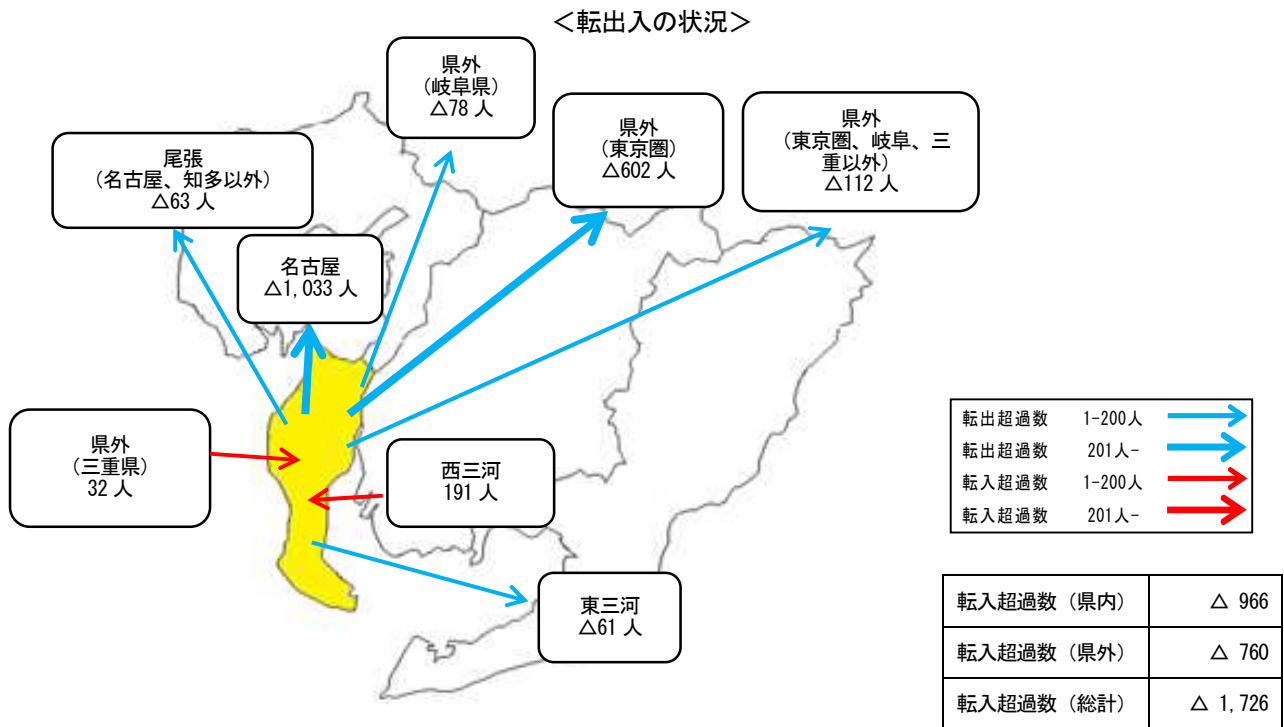 ＜転出入の状況＞
県外
(岐阜県)
△78 人
県外
(東京圏)
△602 人
県外
(東京圏、岐阜、三
重以外)
△112 人
尾張
(名古屋、知多以外)
△63 人
名古屋
△1,033 人
県外
(三重県)
32 人
西三河
191 人
東三河
△61 人
転出超過数 1-200人
転出超過数 201人-
転入超過数 1-200人
転入超過数 201人-
転入超過数（県内） △ 966
転入超過数（県外） △ 760
転入超過数（総計） △ 1,726